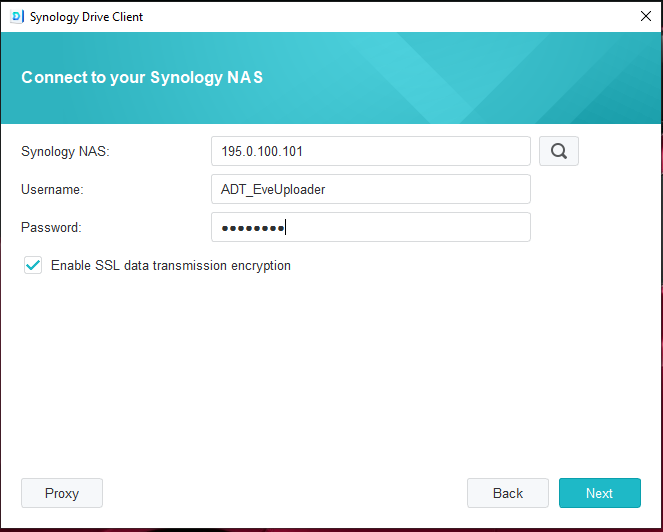 Synology Drive Client
Connect to your Synology NAS
Synology NAS: 195.0.100.101
Username: ADT_EveUploader
Password: ●●●●●●●●
Enable SSL data transmission encryption
Proxy Back Next